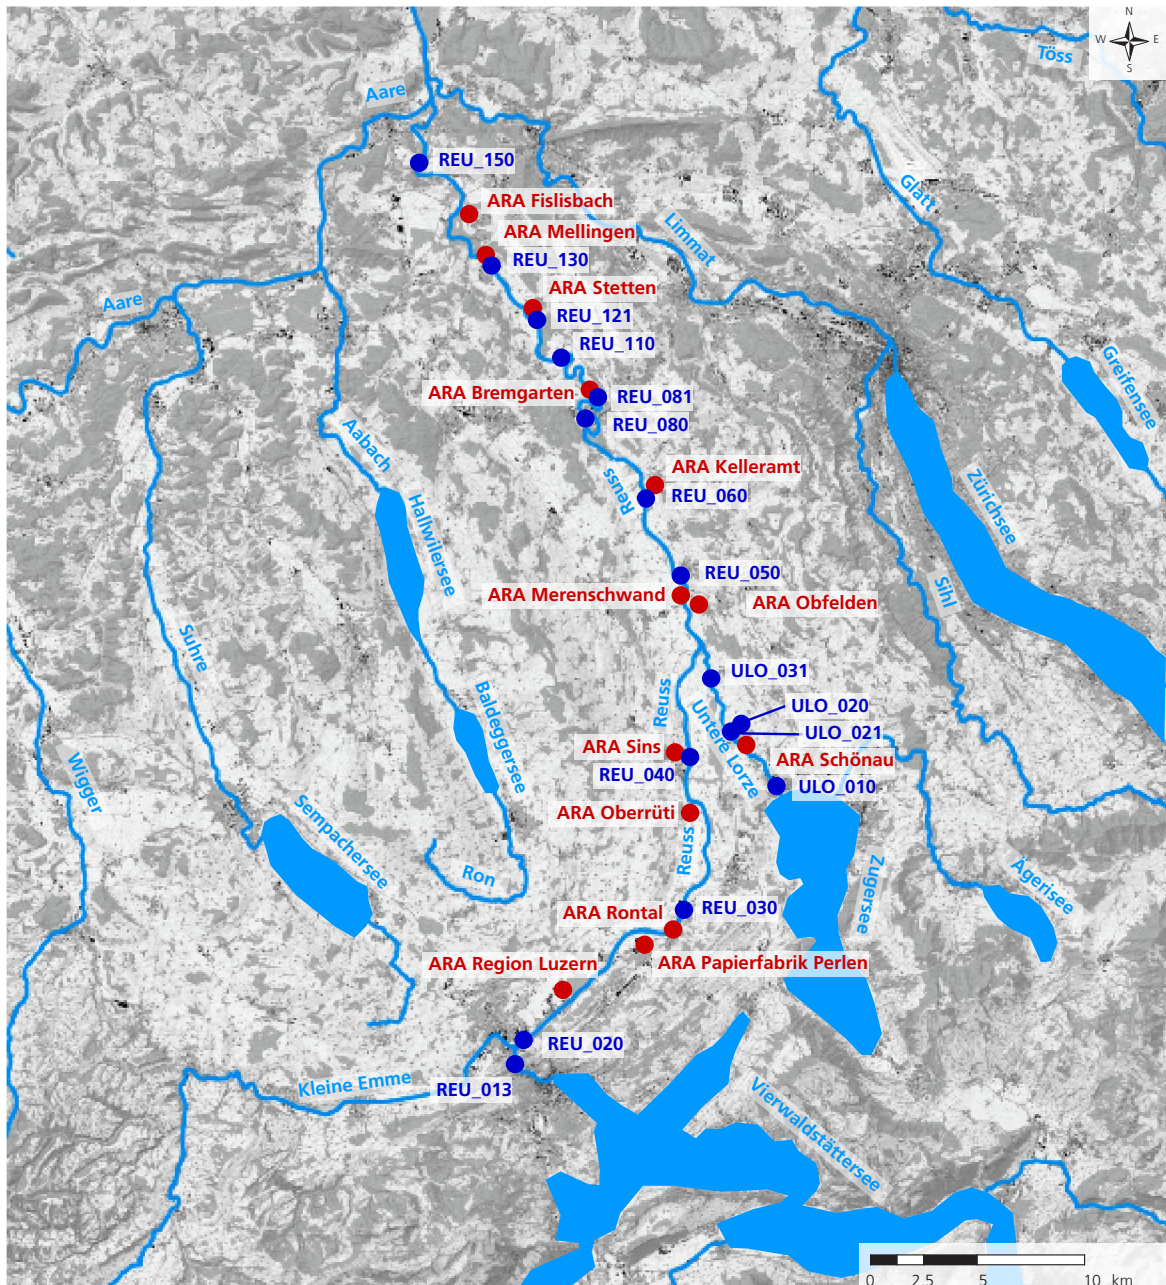 N
W E
S
Töss
Aare
REU_150
Glatt
ARA Fislisbach
ARA Mellingen
Limmat
REU_130
Aare
ARA Stetten
REU_121
REU_110
Greifensee
ARA Bremgarten
REU_081
REU_080
Aabach
ARA Kelleramt
Reuss
REU_060
Zürichsee
Hallwilersee
REU_050
ARA Merenschwand
ARA Obfelden
Sihl
Suhre
ULO_031
Reuss
ULO_020
ULO_021
Untere Lorze
ARA Sins
ARA Schönau
REU_040
ULO_010
Baldeggersee
Wigger
ARA Oberrüti
Sempachersee
Reuss
Ron
Zugersee
Ägerisee
REU_030
ARA Rontal
ARA Papierfabrik Perlen
ARA Region Luzern
REU_020
Kleine Emme
REU_013
Vierwaldstättersee
0 2.5 5 10 km